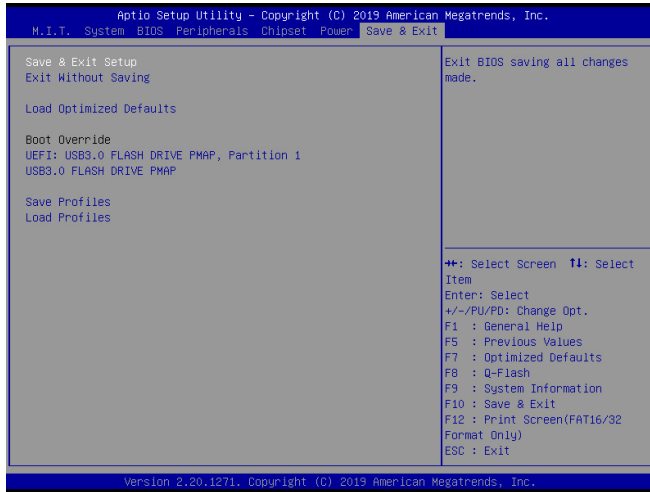 Aptio Setup Utility – Copyright (C) 2019 American Megatrends, Inc.
M.I.T. System BIOS Peripherals Chipset Power Save & Exit
Save & Exit Setup
Exit Without Saving
Load Optimized Defaults
Boot Override
UEFI: USB3.0 FLASH DRIVE PMAP, Partition 1
USB3.0 FLASH DRIVE PMAP
Save Profiles
Load Profiles
Exit BIOS saving all changes
made.
→←: Select Screen ↑↓: Select
Item
Enter: Select
+/-/PU/PD: Change Opt.
F1 : General Help
F5 : Previous Values
F7 : Optimized Defaults
F8 : Q-Flash
F9 : System Information
F10 : Save & Exit
F12 : Print Screen(FAT16/32
Format Only)
ESC : Exit
Version 2.20.1271. Copyright (C) 2019 American Megatrends, Inc.